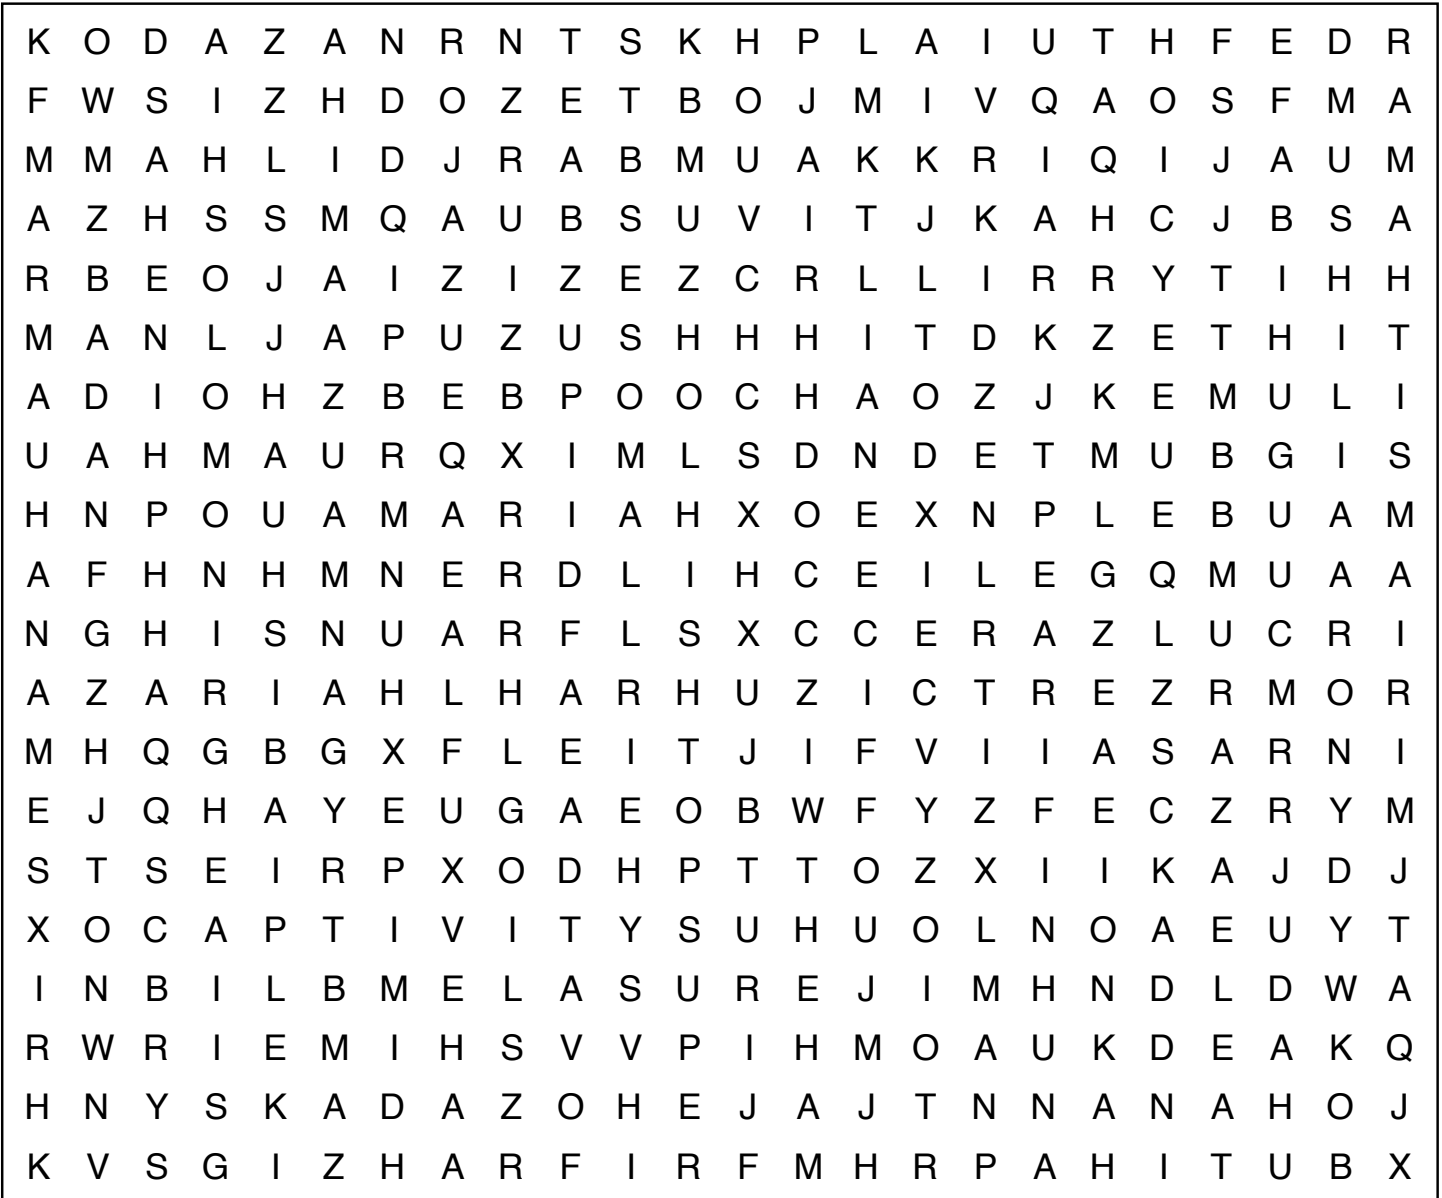 K O D A Z A N R N T S K H P L A I U T H F E D R
F W S I Z H D O Z E T B O J M I V Q A O S F M A
M M A H L I D J R A B M U A K K R I Q I J A U M
A Z H S S M Q A U B S U V I T J K A H C J B S A
R B E O J A I Z I Z E Z C R L L I R R Y T I H H
M A N L J A P U Z U S H H H I T D K Z E T H I T
A D I O H Z B E B P O O C H A O Z J K E M U L I
U A H M A U R Q X I M L S D N D E T M U B G I S
H N P O U A M A R I A H X O E X N P L E B U A M
A F H N H M N E R D L I H C E I L E G Q M U A A
N G H I S N U A R F L S X C C E R A Z L U C R I
A Z A R I A H L H A R H U Z I C T R E Z R M O R
M H Q G B G X F L E I T J I F V I I A S A R N I
E J Q H A Y E U G A E O B W F Y Z F E C Z R Y M
S T S E I R P X O D H P T T O Z X I I K A J D J
X O C A P T I V I T Y S U H U O L N O A E U Y T
I N B I L B M E L A S U R E J I M H N D L D W A
R W R I E M I H S V V P I H M O A U K D E A K Q
H N Y S K A D A Z O H E J A J T N N A N A H O J
K V S G I Z H A R F I R F M H R P A H I T U B X